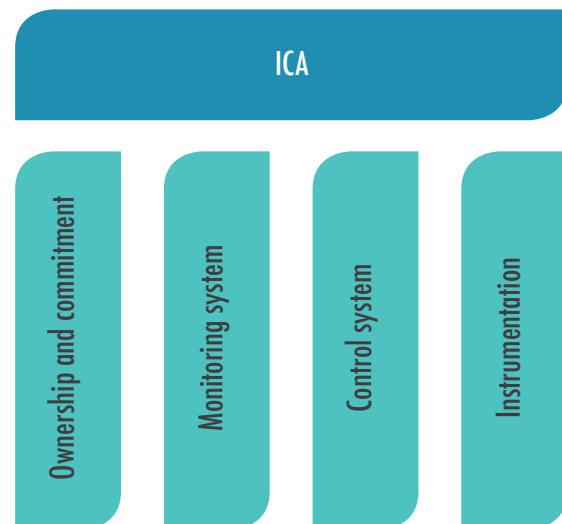 ICA
Ownership and commitment
Monitoring system
Control system
Instrumentation